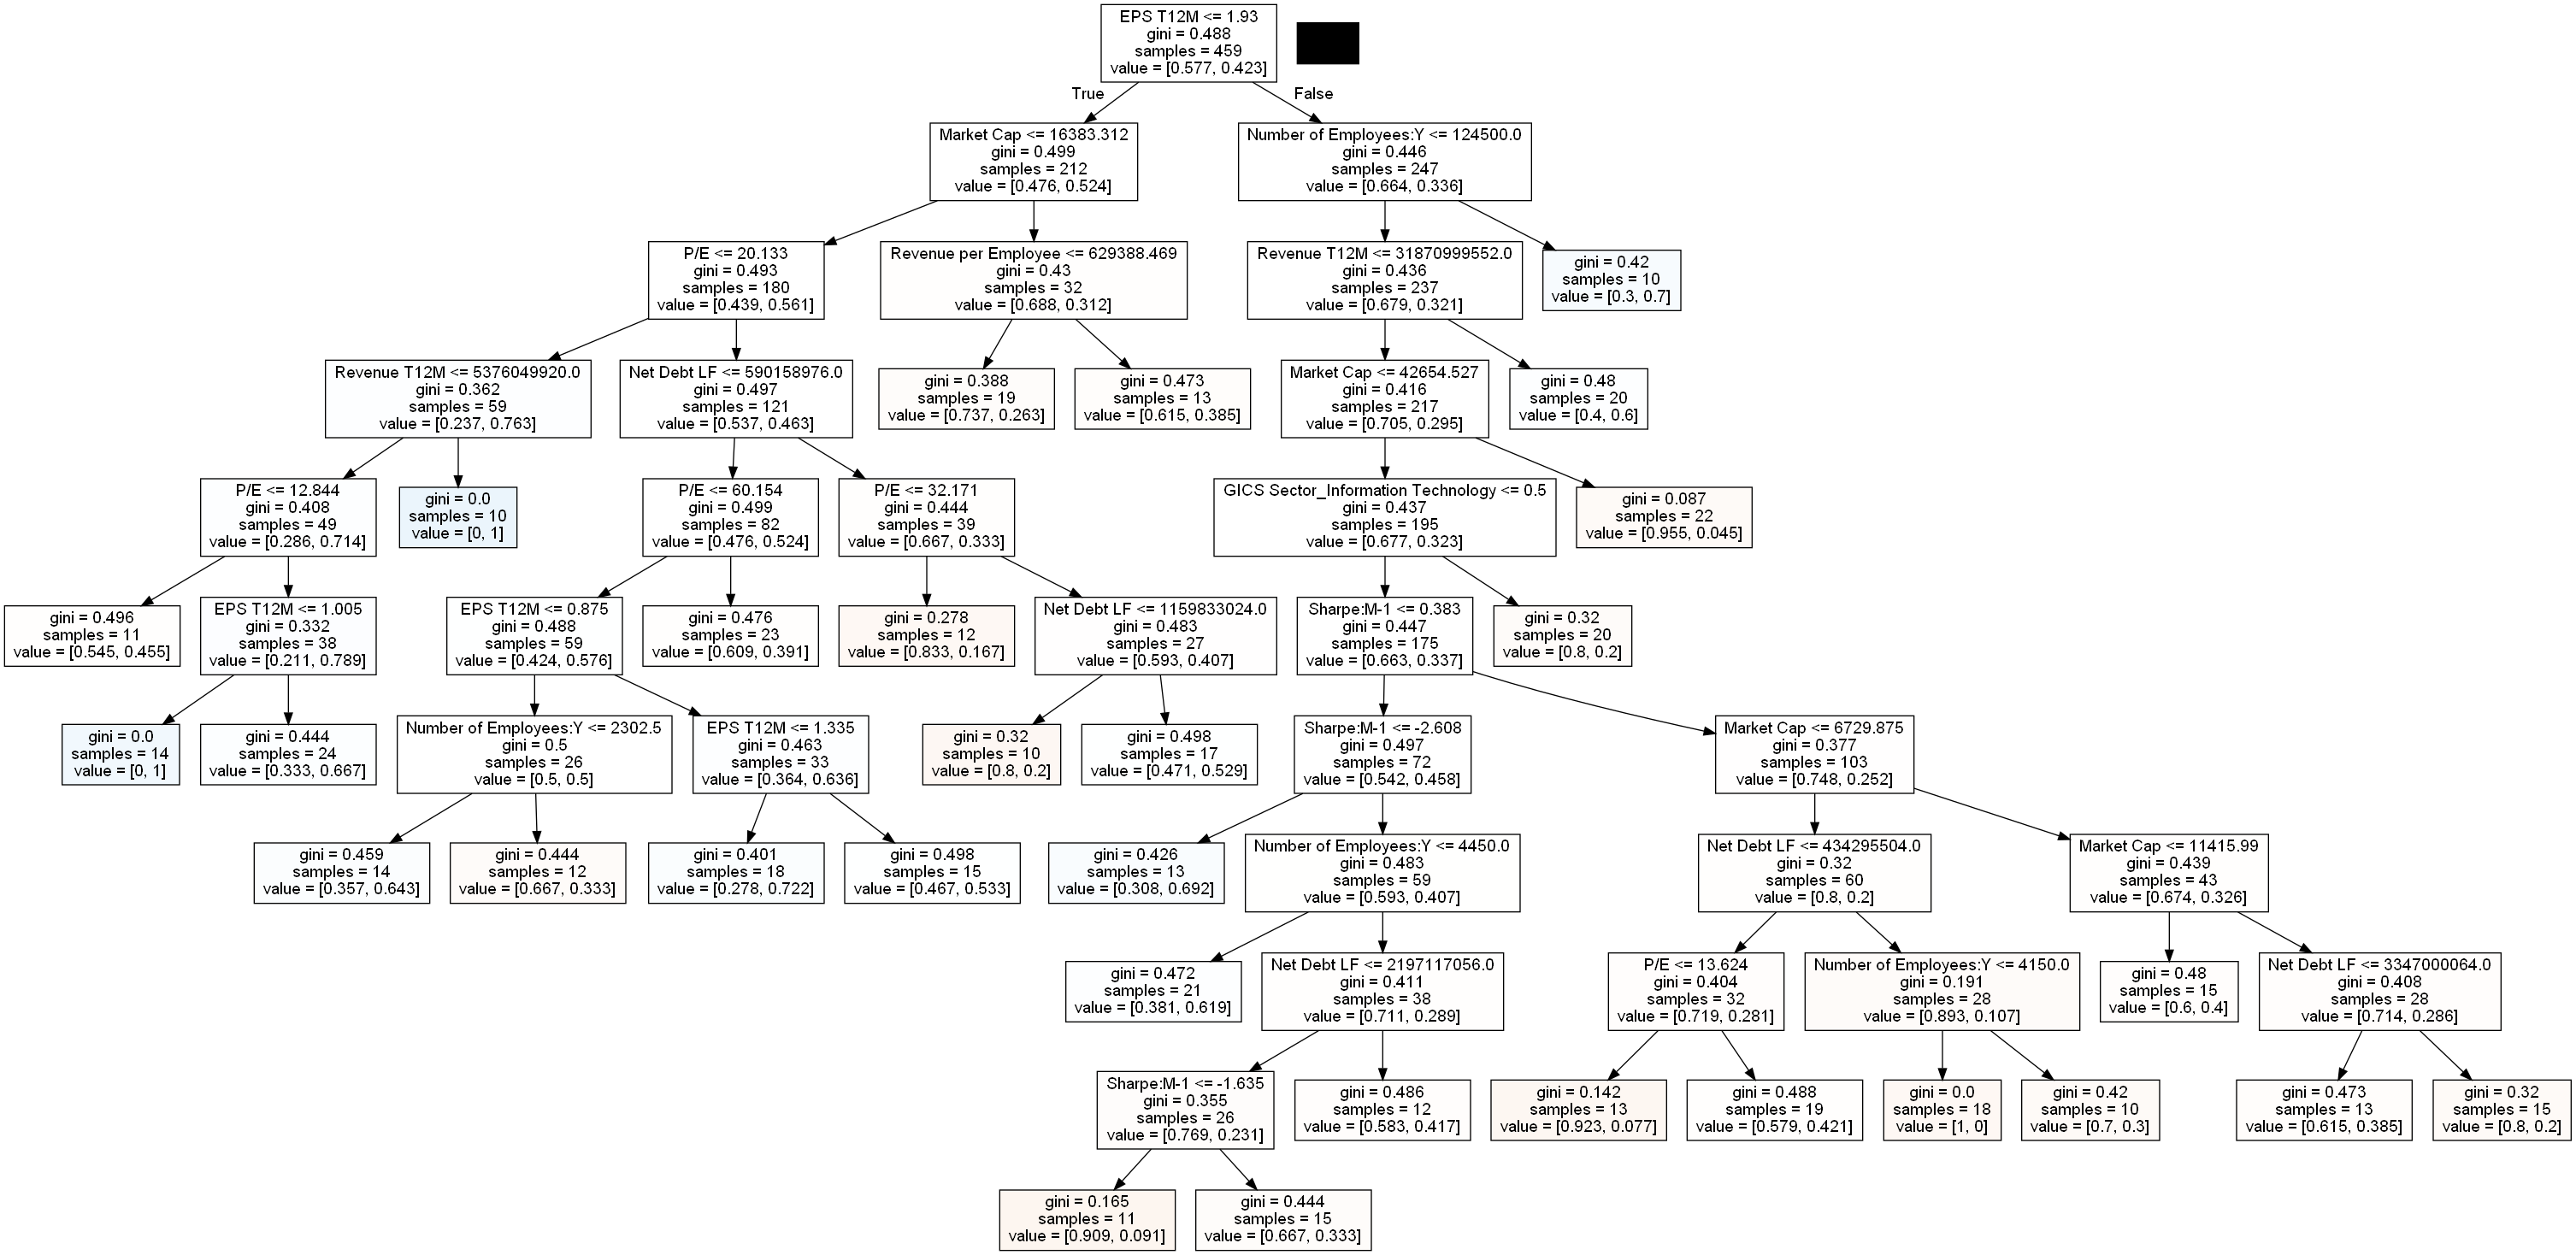 EPS T12M <= 1.93
gini = 0.488
samples = 459
value = [0.577, 0.423]
True
False
Market Cap <= 16383.312
gini = 0.499
samples = 212
value = [0.476, 0.524]
Number of Employees:Y <= 124500.0
gini = 0.446
samples = 247
value = [0.664, 0.336]
P/E <= 20.133
gini = 0.493
samples = 180
value = [0.439, 0.561]
Revenue per Employee <= 629388.469
gini = 0.43
samples = 32
value = [0.688, 0.312]
Revenue T12M <= 31870999552.0
gini = 0.436
samples = 237
value = [0.679, 0.321]
gini = 0.42
samples = 10
value = [0.3, 0.7]
Revenue T12M <= 5376049920.0
gini = 0.362
samples = 59
value = [0.237, 0.763]
Net Debt LF <= 590158976.0
gini = 0.497
samples = 121
value = [0.537, 0.463]
gini = 0.388
samples = 19
value = [0.737, 0.263]
gini = 0.473
samples = 13
value = [0.615, 0.385]
Market Cap <= 42654.527
gini = 0.416
samples = 217
value = [0.705, 0.295]
gini = 0.48
samples = 20
value = [0.4, 0.6]
P/E <= 12.844
gini = 0.408
samples = 49
value = [0.286, 0.714]
gini = 0.0
samples = 10
value = [0, 1]
P/E <= 60.154
gini = 0.499
samples = 82
value = [0.476, 0.524]
P/E <= 32.171
gini = 0.444
samples = 39
value = [0.667, 0.333]
GICS Sector_Information Technology <= 0.5
gini = 0.437
samples = 195
value = [0.677, 0.323]
gini = 0.087
samples = 22
value = [0.955, 0.045]
gini = 0.496
samples = 11
value = [0.545, 0.455]
EPS T12M <= 1.005
gini = 0.332
samples = 38
value = [0.211, 0.789]
EPS T12M <= 0.875
gini = 0.488
samples = 59
value = [0.424, 0.576]
gini = 0.476
samples = 23
value = [0.609, 0.391]
gini = 0.278
samples = 12
value = [0.833, 0.167]
Net Debt LF <= 1159833024.0
gini = 0.483
samples = 27
value = [0.593, 0.407]
Sharpe:M-1 <= 0.383
gini = 0.447
samples = 175
value = [0.663, 0.337]
gini = 0.32
samples = 20
value = [0.8, 0.2]
gini = 0.0
samples = 14
value = [0, 1]
gini = 0.444
samples = 24
value = [0.333, 0.667]
Number of Employees:Y <= 2302.5
gini = 0.5
samples = 26
value = [0.5, 0.5]
EPS T12M <= 1.335
gini = 0.463
samples = 33
value = [0.364, 0.636]
gini = 0.32
samples = 10
value = [0.8, 0.2]
gini = 0.498
samples = 17
value = [0.471, 0.529]
Sharpe:M-1 <= -2.608
gini = 0.497
samples = 72
value = [0.542, 0.458]
Market Cap <= 6729.875
gini = 0.377
samples = 103
value = [0.748, 0.252]
gini = 0.459
samples = 14
value = [0.357, 0.643]
gini = 0.444
samples = 12
value = [0.667, 0.333]
gini = 0.401
samples = 18
value = [0.278, 0.722]
gini = 0.498
samples = 15
value = [0.467, 0.533]
gini = 0.426
samples = 13
value = [0.308, 0.692]
Number of Employees:Y <= 4450.0
gini = 0.483
samples = 59
value = [0.593, 0.407]
Net Debt LF <= 434295504.0
gini = 0.32
samples = 60
value = [0.8, 0.2]
Market Cap <= 11415.99
gini = 0.439
samples = 43
value = [0.674, 0.326]
gini = 0.472
samples = 21
value = [0.381, 0.619]
Net Debt LF <= 2197117056.0
gini = 0.411
samples = 38
value = [0.711, 0.289]
P/E <= 13.624
gini = 0.404
samples = 32
value = [0.719, 0.281]
Number of Employees:Y <= 4150.0
gini = 0.191
samples = 28
value = [0.893, 0.107]
gini = 0.48
samples = 15
value = [0.6, 0.4]
Net Debt LF <= 3347000064.0
gini = 0.408
samples = 28
value = [0.714, 0.286]
Sharpe:M-1 <= -1.635
gini = 0.355
samples = 26
value = [0.769, 0.231]
gini = 0.486
samples = 12
value = [0.583, 0.417]
gini = 0.142
samples = 13
value = [0.923, 0.077]
gini = 0.488
samples = 19
value = [0.579, 0.421]
gini = 0.0
samples = 18
value = [1, 0]
gini = 0.42
samples = 10
value = [0.7, 0.3]
gini = 0.473
samples = 13
value = [0.615, 0.385]
gini = 0.32
samples = 15
value = [0.8, 0.2]
gini = 0.165
samples = 11
value = [0.909, 0.091]
gini = 0.444
samples = 15
value = [0.667, 0.333]